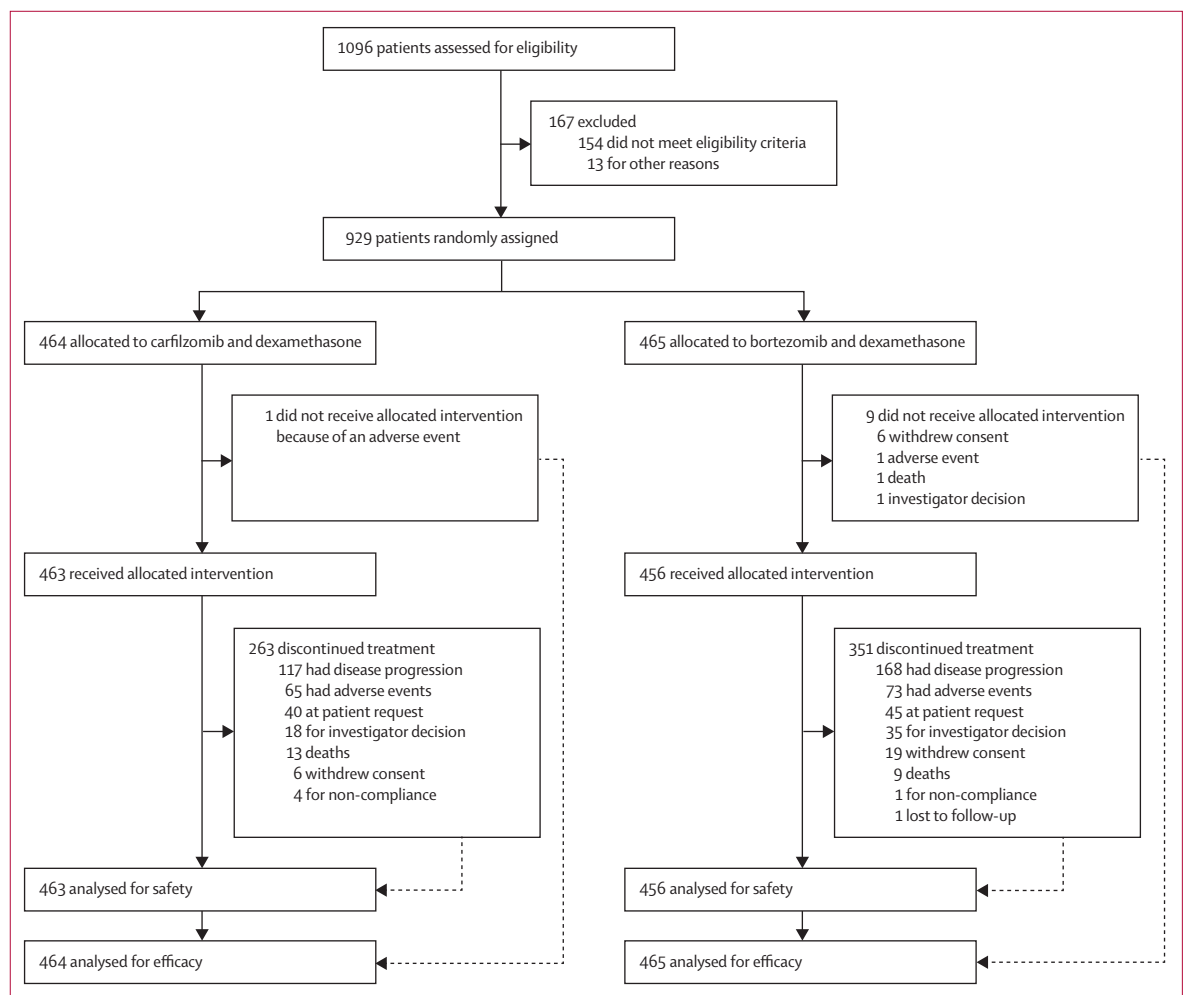 1096 patients assessed for eligibility
167 excluded
154 did not meet eligibility criteria
13 for other reasons
929 patients randomly assigned
464 allocated to carfilzomib and dexamethasone
465 allocated to bortezomib and dexamethasone
1 did not receive allocated intervention
because of an adverse event
9 did not receive allocated intervention
6 withdrew consent
1 adverse event
1 death
1 investigator decision
463 received allocated intervention
456 received allocated intervention
263 discontinued treatment
117 had disease progression
65 had adverse events
40 at patient request
18 for investigator decision
13 deaths
6 withdrew consent
4 for non-compliance
351 discontinued treatment
168 had disease progression
73 had adverse events
45 at patient request
35 for investigator decision
19 withdrew consent
9 deaths
1 for non-compliance
1 lost to follow-up
463 analysed for safety
456 analysed for safety
464 analysed for efficacy
465 analysed for efficacy